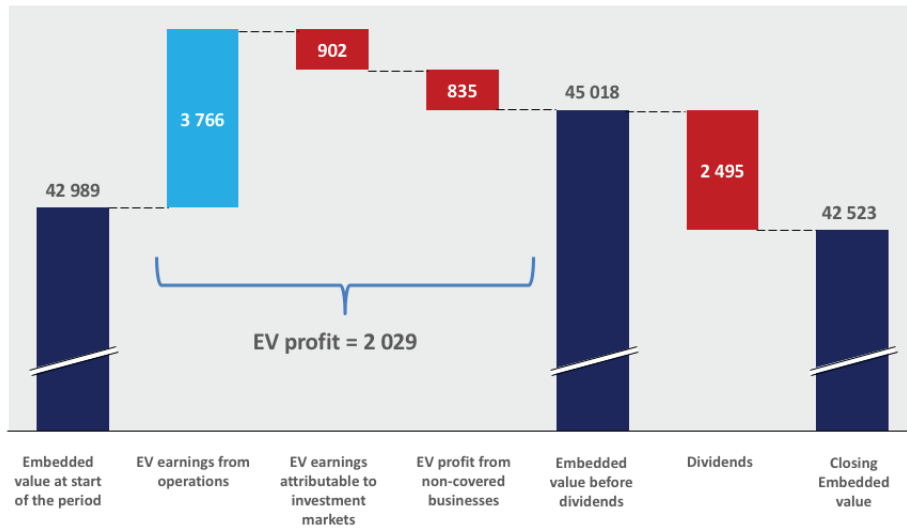 902
835
45 018
3 766
2 495
42 989
42 523
EV profit = 2 029
Embedded
value at start
of the period
EV earnings from
operations
EV earnings
attributable to
investment
markets
EV profit from
non-covered
businesses
Embedded
value before
dividends
Dividends
Closing
Embedded
value